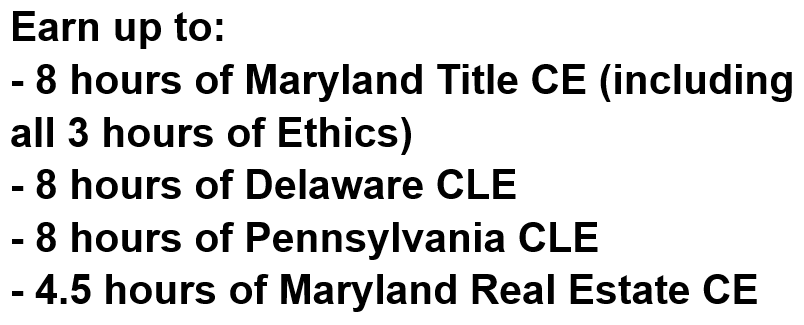 Earn up to:
- 8 hours of Maryland Title CE (including
all 3 hours of Ethics)
- 8 hours of Delaware CLE
- 8 hours of Pennsylvania CLE
- 4.5 hours of Maryland Real Estate CE